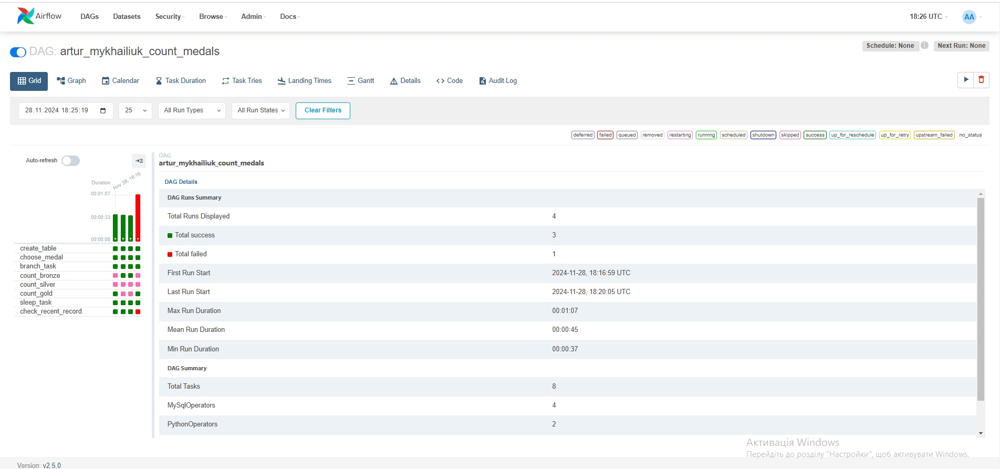 Airflow DAGs Datasets Security Browse Admin Docs 18:26 UTC AA
DAG: artur_mykhailiuk_count_medals Schedule: None i Next Run: None
Grid Graph Calendar Task Duration Task Tries Landing Times Gantt Details Code Audit Log
28.11.2024 18:25:19 25 All Run Types All Run States Clear Filters
deferred failed queued removed restarting running scheduled shutdown skipped success up_for_reschedule up_for_retry upstream_failed no_status
Auto-refresh
Duration Nov 28, 18:16
00:01:07
00:00:33
00:00:00
create_table
choose_medal
branch_task
count_bronze
count_silver
count_gold
sleep_task
check_recent_record
DAG
artur_mykhailiuk_count_medals
DAG Details
DAG Runs Summary
Total Runs Displayed 4
Total success 3
Total failed 1
First Run Start 2024-11-28, 18:16:59 UTC
Last Run Start 2024-11-28, 18:20:05 UTC
Max Run Duration 00:01:07
Mean Run Duration 00:00:45
Min Run Duration 00:00:37
DAG Summary
Total Tasks 8
MySqlOperators 4
PythonOperators 2
Активація Windows
Перейдіть до розділу "Настройки", щоб активувати Windows.
Version: v2.5.0